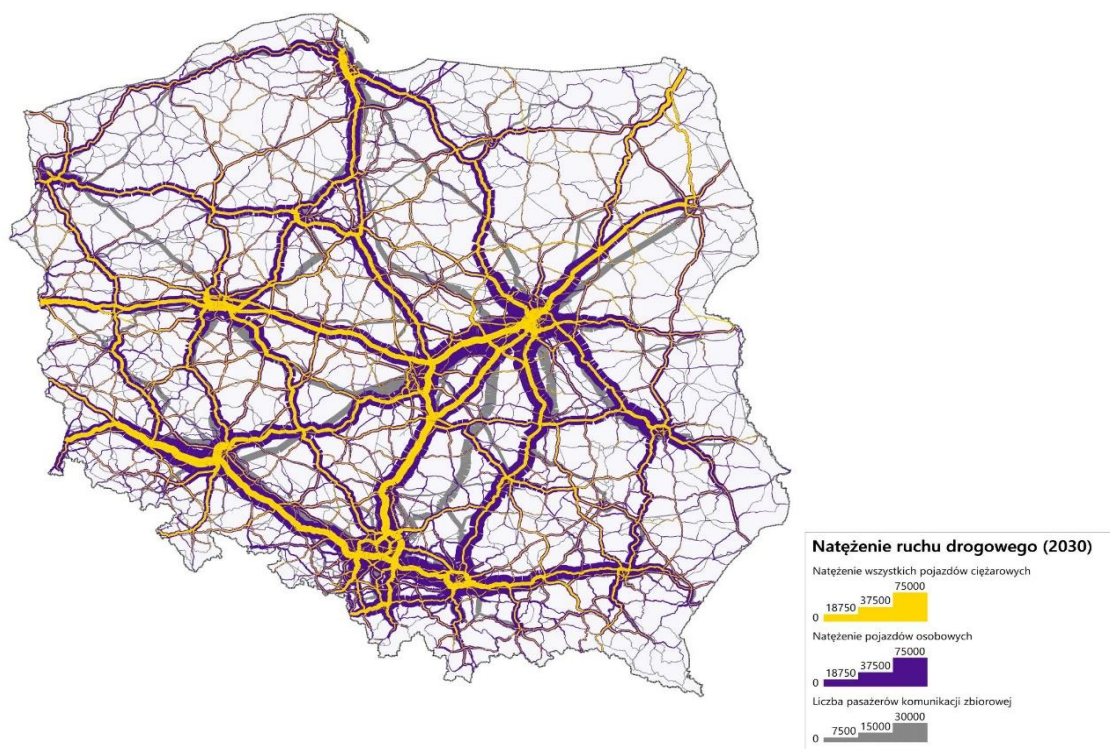 Natężenie ruchu drogowego (2030)
Natężenie wszystkich pojazdów ciężarowych
0 18750 37500 75000
Natężenie pojazdów osobowych
0 18750 37500 75000
Liczba pasażerów komunikacji zbiorowej
0 7500 15000 30000